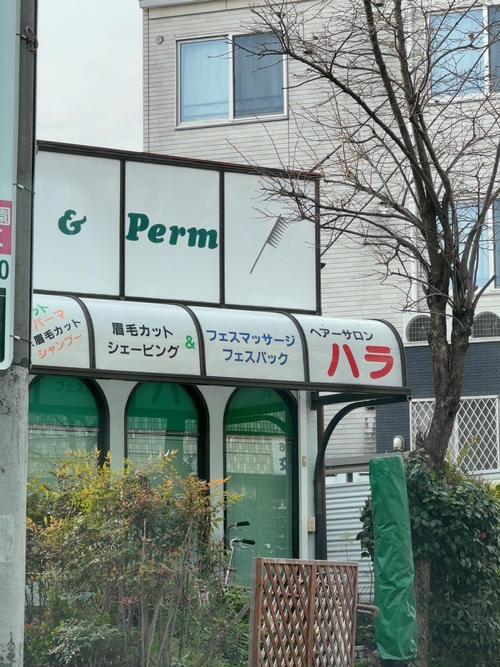 & Perm
パーマ
眉毛カット
シャンプー
眉毛カット
シェービング
&
フェスマッサージ
フェスパック
ヘアーサロン
ハラ